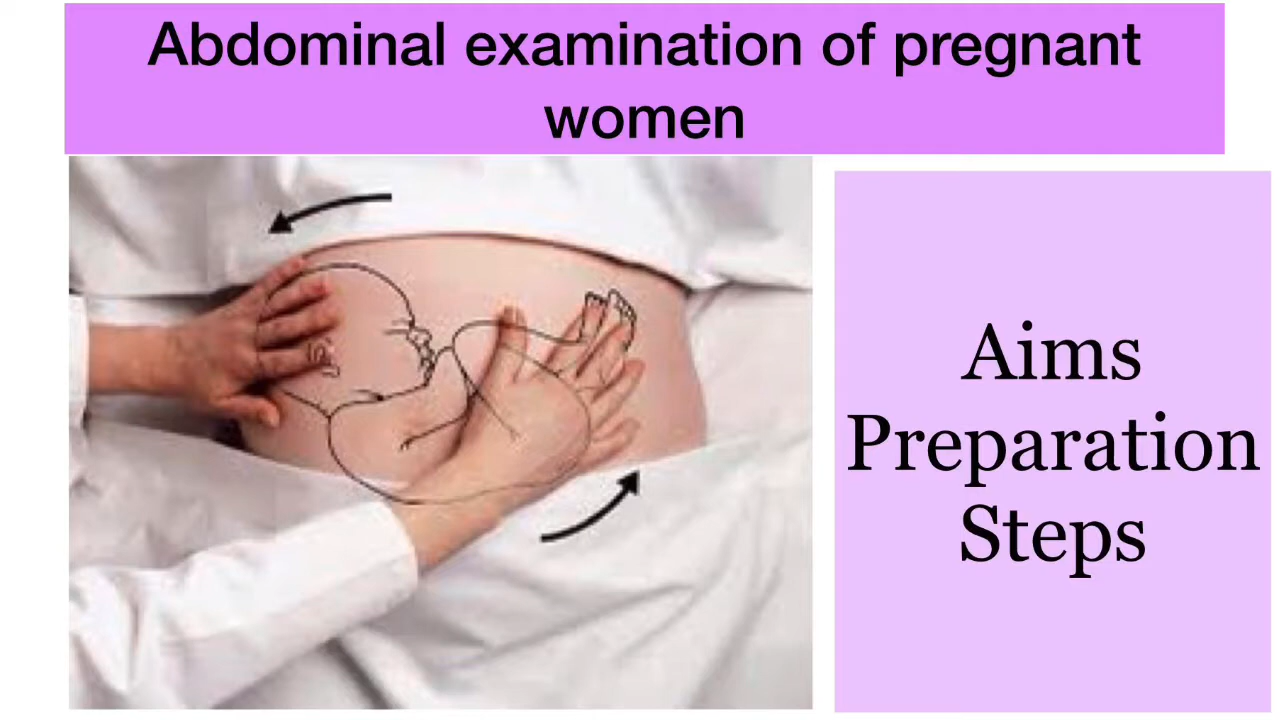 Abdominal examination of pregnant
women
Aims
Preparation
Steps